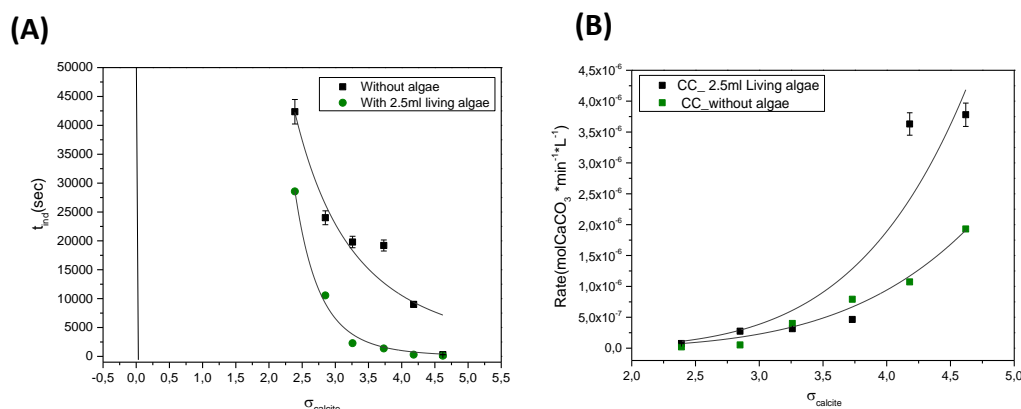 (A)
50000
45000
40000
35000
30000
25000
20000
15000
10000
5000
0
t_ind(sec)
Without algae
With 2.5ml living algae
-0,5 0,0 0,5 1,0 1,5 2,0 2,5 3,0 3,5 4,0 4,5 5,0 5,5
σ_calcite
(B)
4,5x10⁻⁶
4,0x10⁻⁶
3,5x10⁻⁶
3,0x10⁻⁶
2,5x10⁻⁶
2,0x10⁻⁶
1,5x10⁻⁶
1,0x10⁻⁶
5,0x10⁻⁷
0,0
Rate(molCaCO₃ *min⁻¹*L⁻¹)
CC_ 2.5ml Living algae
CC_without algae
2,0 2,5 3,0 3,5 4,0 4,5 5,0
σ_calcite